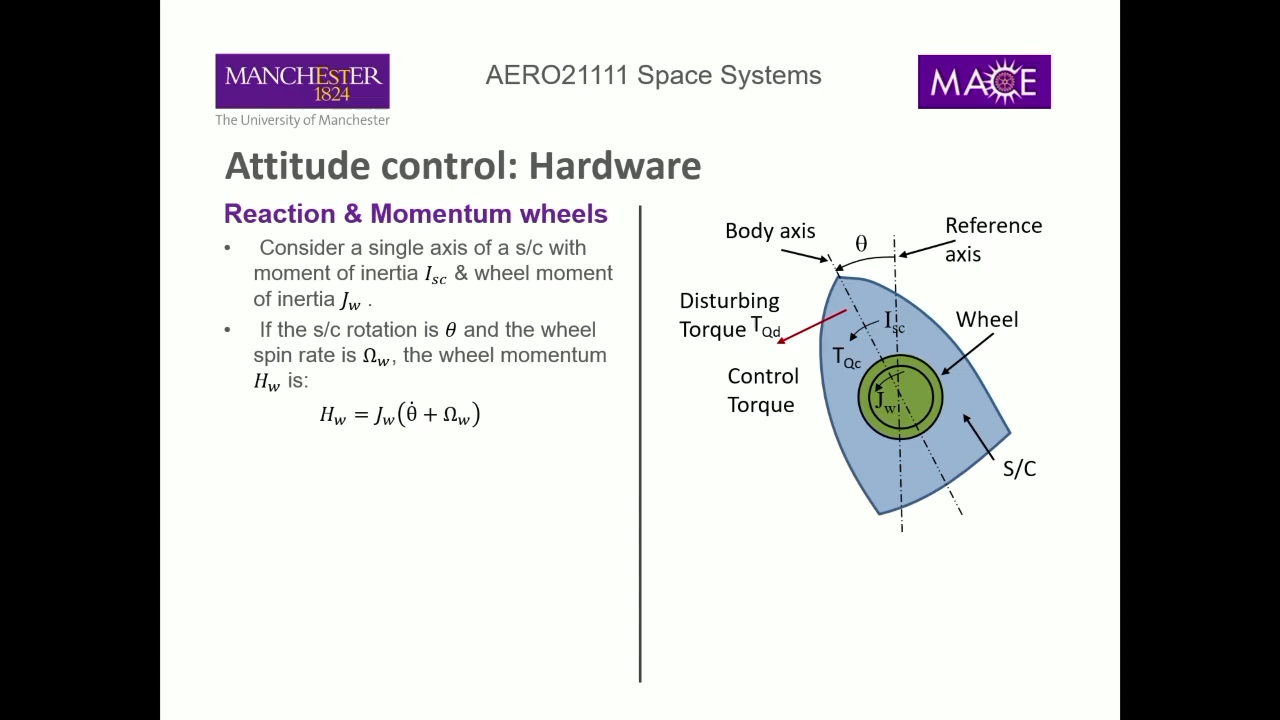 MANCHESTER
1824
The University of Manchester
AERO21111 Space Systems
MACE
Attitude control: Hardware
Reaction & Momentum wheels
• Consider a single axis of a s/c with
moment of inertia I_sc & wheel moment
of inertia J_w .
• If the s/c rotation is θ and the wheel
spin rate is Ω_w, the wheel momentum
H_w is:
H_w = J_w(θ̇ + Ω_w)
Body axis
θ
Reference
axis
Disturbing
Torque T_Qd
I_sc
Wheel
T_Qc
Control
Torque
J_w
S/C